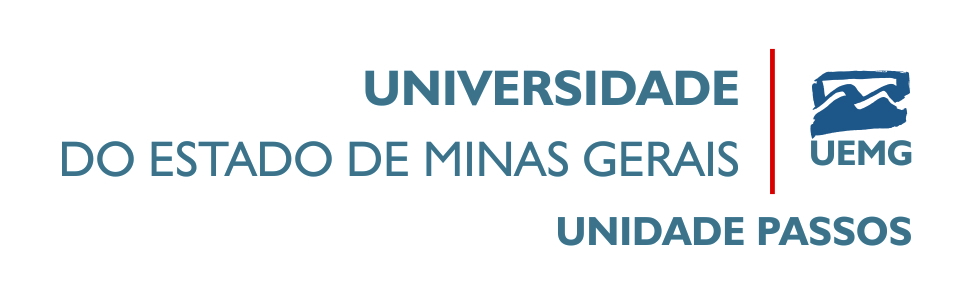 UNIVERSIDADE
DO ESTADO DE MINAS GERAIS
UEMG
UNIDADE PASSOS